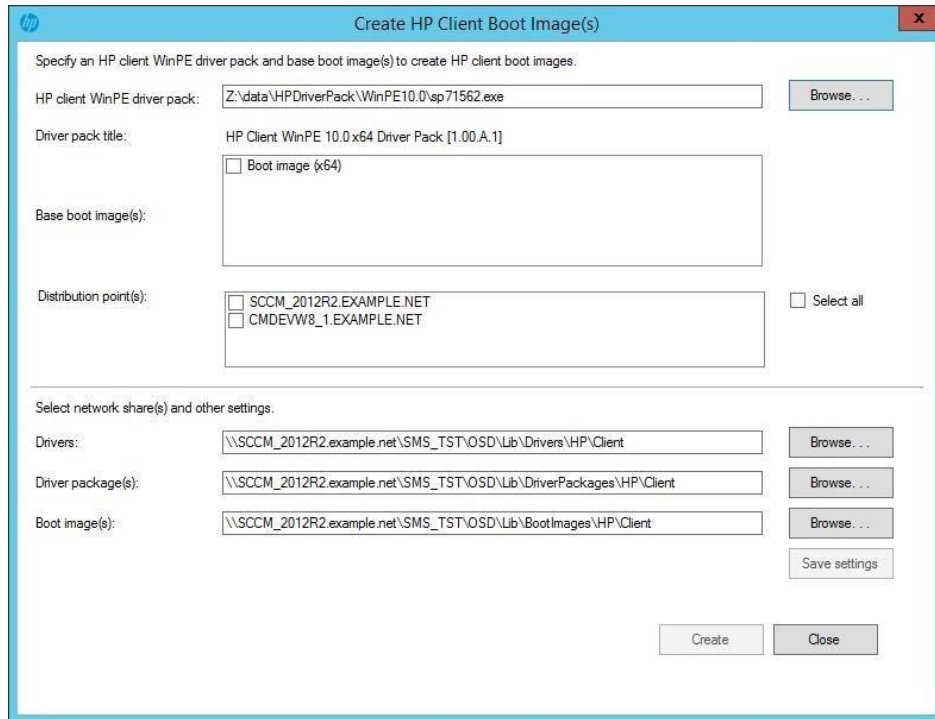 hp
Create HP Client Boot Image(s)
x
Specify an HP client WinPE driver pack and base boot image(s) to create HP client boot images.
HP client WinPE driver pack: Z:\data\HPDriverPack\WinPE10.0\sp71562.exe Browse. . .
Driver pack title: HP Client WinPE 10.0 x64 Driver Pack [1.00.A.1]
Boot image (x64)
Base boot image(s):
Distribution point(s): SCCM_2012R2.EXAMPLE.NET Select all
CMDEVW8_1.EXAMPLE.NET
Select network share(s) and other settings.
Drivers: \\SCCM_2012R2.example.net\SMS_TST\OSD\Lib\Drivers\HP\Client Browse. . .
Driver package(s): \\SCCM_2012R2.example.net\SMS_TST\OSD\Lib\DriverPackages\HP\Client Browse. . .
Boot image(s): \\SCCM_2012R2.example.net\SMS_TST\OSD\Lib\BootImages\HP\Client Browse. . .
Save settings
Create Close